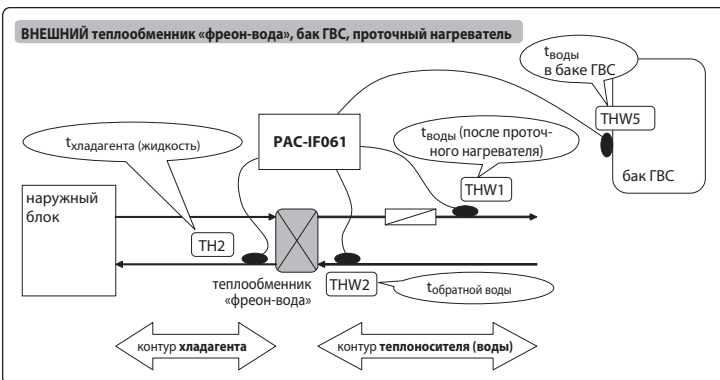 ВНЕШНИЙ теплообменник «фреон-вода», бак ГВС, проточный нагреватель
tводы
в баке ГВС
THW5
бак ГВС
tхладагента (жидкость)
PAC-IF061
tводы (после проточ-
ного нагревателя)
THW1
наружный
блок
TH2
теплообменник
«фреон-вода»
THW2
tобратной воды
контур хладагента
контур теплоносителя (воды)